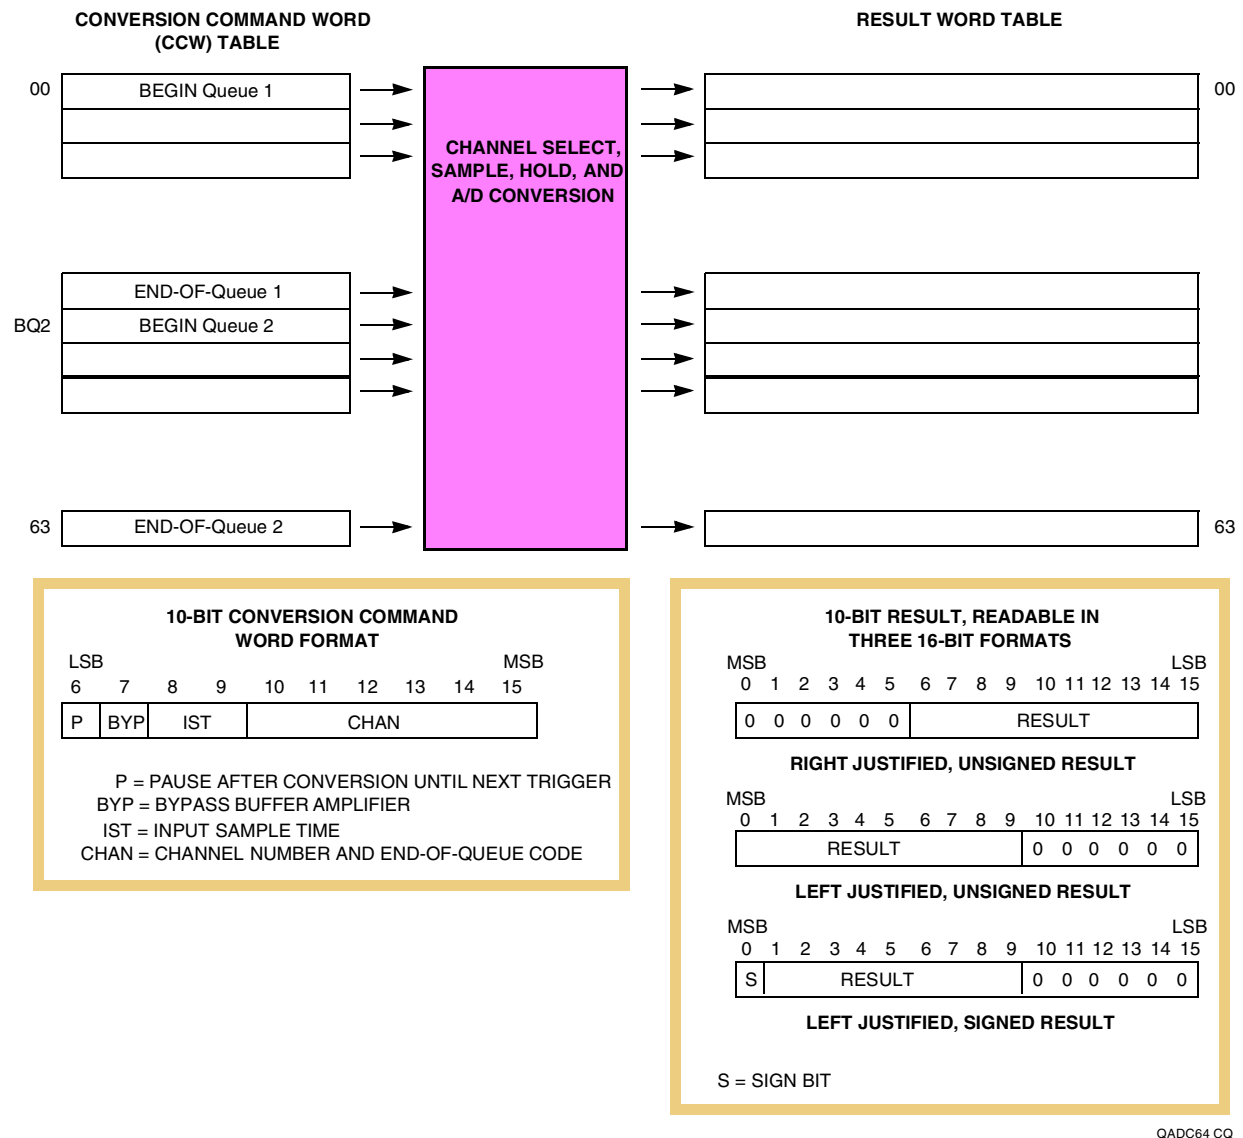 CONVERSION COMMAND WORD
(CCW) TABLE
RESULT WORD TABLE
00
BEGIN Queue 1
00
CHANNEL SELECT,
SAMPLE, HOLD, AND
A/D CONVERSION
END-OF-Queue 1
BQ2
BEGIN Queue 2
63
END-OF-Queue 2
63
10-BIT CONVERSION COMMAND
WORD FORMAT
LSB MSB
6 7 8 9 10 11 12 13 14 15
P BYP IST CHAN
P = PAUSE AFTER CONVERSION UNTIL NEXT TRIGGER
BYP = BYPASS BUFFER AMPLIFIER
IST = INPUT SAMPLE TIME
CHAN = CHANNEL NUMBER AND END-OF-QUEUE CODE
10-BIT RESULT, READABLE IN
THREE 16-BIT FORMATS
MSB LSB
0 1 2 3 4 5 6 7 8 9 10 11 12 13 14 15
0 0 0 0 0 0 RESULT
RIGHT JUSTIFIED, UNSIGNED RESULT
MSB LSB
0 1 2 3 4 5 6 7 8 9 10 11 12 13 14 15
RESULT 0 0 0 0 0 0
LEFT JUSTIFIED, UNSIGNED RESULT
MSB LSB
0 1 2 3 4 5 6 7 8 9 10 11 12 13 14 15
S RESULT 0 0 0 0 0 0
LEFT JUSTIFIED, SIGNED RESULT
S = SIGN BIT
QADC64 CQ